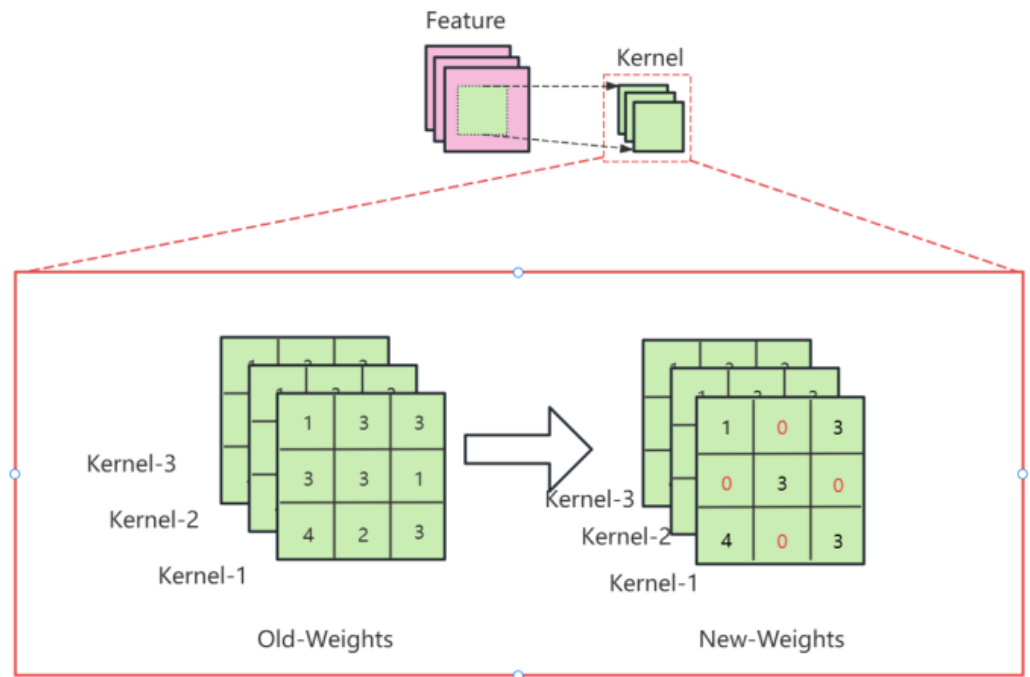 Feature
Kernel
1 3 3
3 3 1
4 2 3
Kernel-3
Kernel-2
Kernel-1
Old-Weights
1 0 3
0 3 0
4 0 3
Kernel-3
Kernel-2
Kernel-1
New-Weights